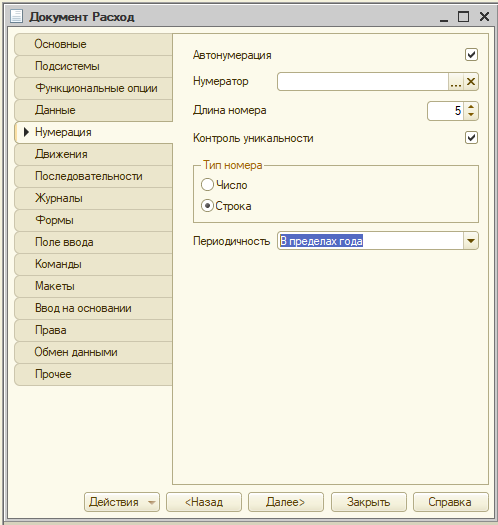 Документ Расход
Основные
Подсистемы
Функциональные опции
Данные
Нумерация
Движения
Последовательности
Журналы
Формы
Поле ввода
Команды
Макеты
Ввод на основании
Права
Обмен данными
Прочее
Автонумерация
Нумератор
...
Длина номера 5
Контроль уникальности
Тип номера
Число
Строка
Периодичность В пределах года
Действия <Назад Далее> Закрыть Справка